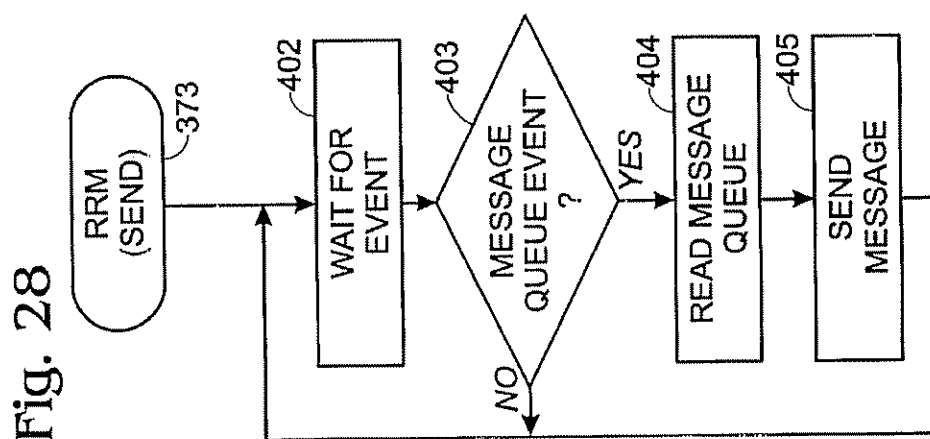 Fig. 28
RRM
(SEND)
373
402
WAIT FOR
EVENT
403
MESSAGE
QUEUE EVENT
?
NO
YES
404
READ MESSAGE
QUEUE
405
SEND
MESSAGE